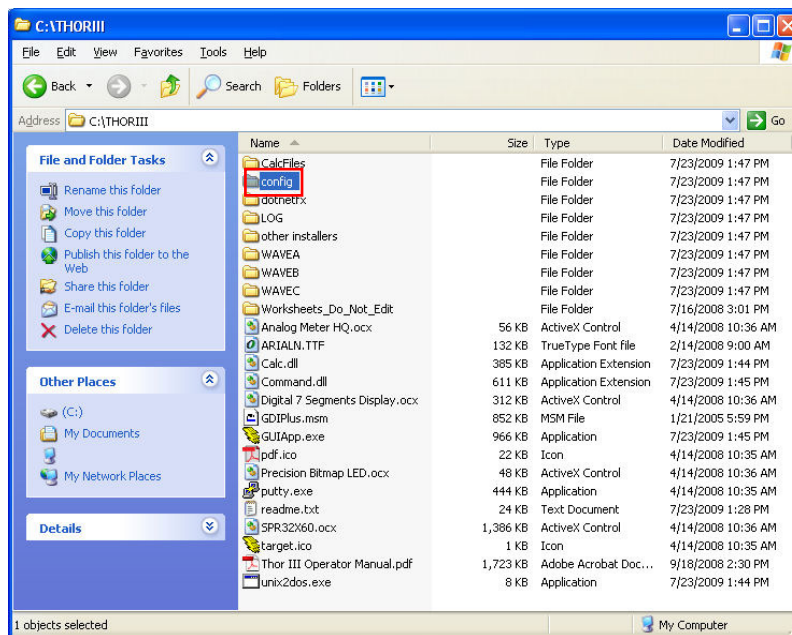 C:\THORIII
File Edit View Favorites Tools Help
Back Search Folders
Address C:\THORIII Go
File and Folder Tasks
Rename this folder
Move this folder
Copy this folder
Publish this folder to the
Web
Share this folder
E-mail this folder's files
Delete this folder
Other Places
(C:)
My Documents
My Network Places
Details
Name Size Type Date Modified
CalcFiles File Folder 7/23/2009 1:47 PM
config File Folder 7/23/2009 1:47 PM
dotnetfx File Folder 7/23/2009 1:47 PM
LOG File Folder 7/23/2009 1:47 PM
other installers File Folder 7/23/2009 1:47 PM
WAVEA File Folder 7/23/2009 1:47 PM
WAVEB File Folder 7/23/2009 1:47 PM
WAVEC File Folder 7/23/2009 1:47 PM
Worksheets_Do_Not_Edit File Folder 7/16/2008 3:01 PM
Analog Meter HQ.ocx 56 KB ActiveX Control 4/14/2008 10:36 AM
ARIALN.TTF 132 KB TrueType Font file 2/14/2008 9:00 AM
Calc.dll 385 KB Application Extension 7/23/2009 1:44 PM
Command.dll 611 KB Application Extension 7/23/2009 1:45 PM
Digital 7 Segments Display.ocx 312 KB ActiveX Control 4/14/2008 10:36 AM
GDIPlus.msm 852 KB MSM File 1/21/2005 5:59 PM
GUIApp.exe 966 KB Application 7/23/2009 1:45 PM
pdf.ico 22 KB Icon 4/14/2008 10:35 AM
Precision Bitmap LED.ocx 48 KB ActiveX Control 4/14/2008 10:36 AM
putty.exe 444 KB Application 4/14/2008 10:35 AM
readme.txt 24 KB Text Document 7/23/2009 1:28 PM
SPR32X60.ocx 1,386 KB ActiveX Control 4/14/2008 10:36 AM
target.ico 1 KB Icon 4/14/2008 10:35 AM
Thor III Operator Manual.pdf 1,723 KB Adobe Acrobat Doc... 9/18/2008 2:30 PM
unix2dos.exe 8 KB Application 7/23/2009 1:44 PM
1 objects selected My Computer